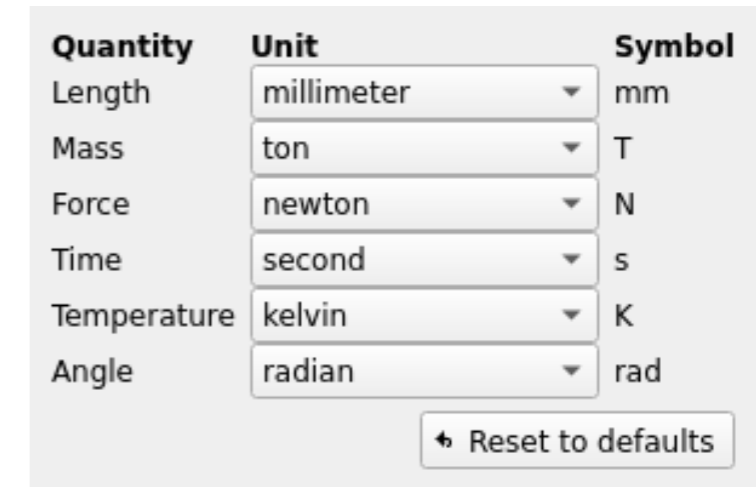 Quantity Unit Symbol
Length millimeter mm
Mass ton T
Force newton N
Time second s
Temperature kelvin K
Angle radian rad
Reset to defaults